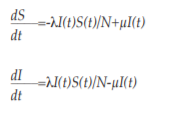 dS/dt=-λI(t)S(t)/N+μI(t)
dI/dt=λI(t)S(t)/N-μI(t)